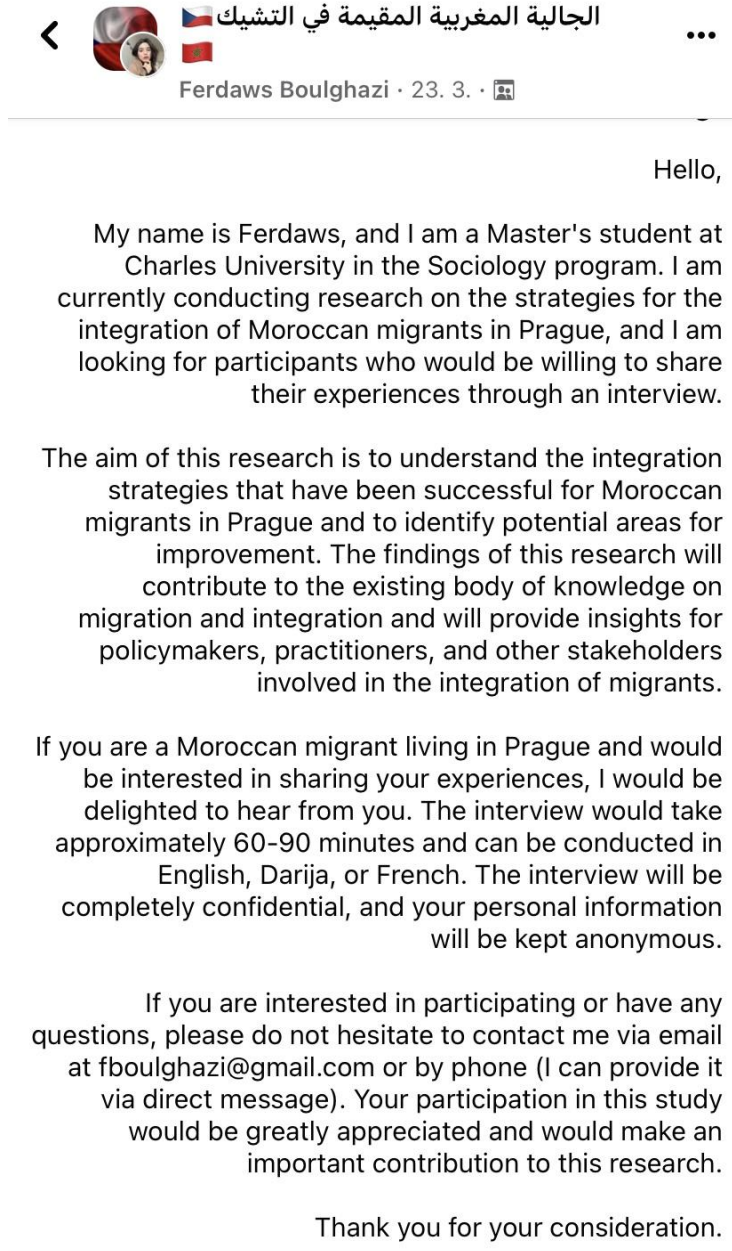 الجالية المغربية المقيمة في التشيك🇨🇿
🇲🇦
Ferdaws Boulghazi · 23. 3. ·
Hello,
My name is Ferdaws, and I am a Master's student at
Charles University in the Sociology program. I am
currently conducting research on the strategies for the
integration of Moroccan migrants in Prague, and I am
looking for participants who would be willing to share
their experiences through an interview.
The aim of this research is to understand the integration
strategies that have been successful for Moroccan
migrants in Prague and to identify potential areas for
improvement. The findings of this research will
contribute to the existing body of knowledge on
migration and integration and will provide insights for
policymakers, practitioners, and other stakeholders
involved in the integration of migrants.
If you are a Moroccan migrant living in Prague and would
be interested in sharing your experiences, I would be
delighted to hear from you. The interview would take
approximately 60-90 minutes and can be conducted in
English, Darija, or French. The interview will be
completely confidential, and your personal information
will be kept anonymous.
If you are interested in participating or have any
questions, please do not hesitate to contact me via email
at fboulghazi@gmail.com or by phone (I can provide it
via direct message). Your participation in this study
would be greatly appreciated and would make an
important contribution to this research.
Thank you for your consideration.